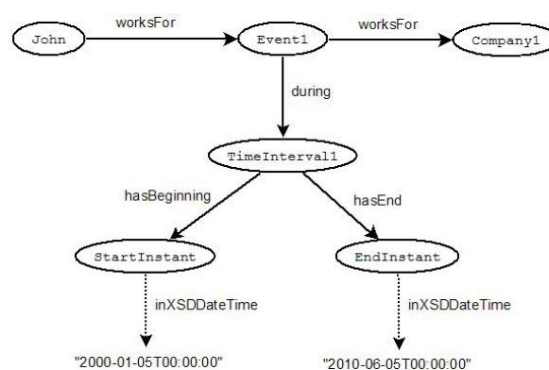 worksFor
worksFor
John
Event1
Company1
during
TimeInterval1
hasBeginning
hasEnd
StartInstant
EndInstant
inXSDDateTime
inXSDDateTime
"2000-01-05T00:00:00"
"2010-06-05T00:00:00"